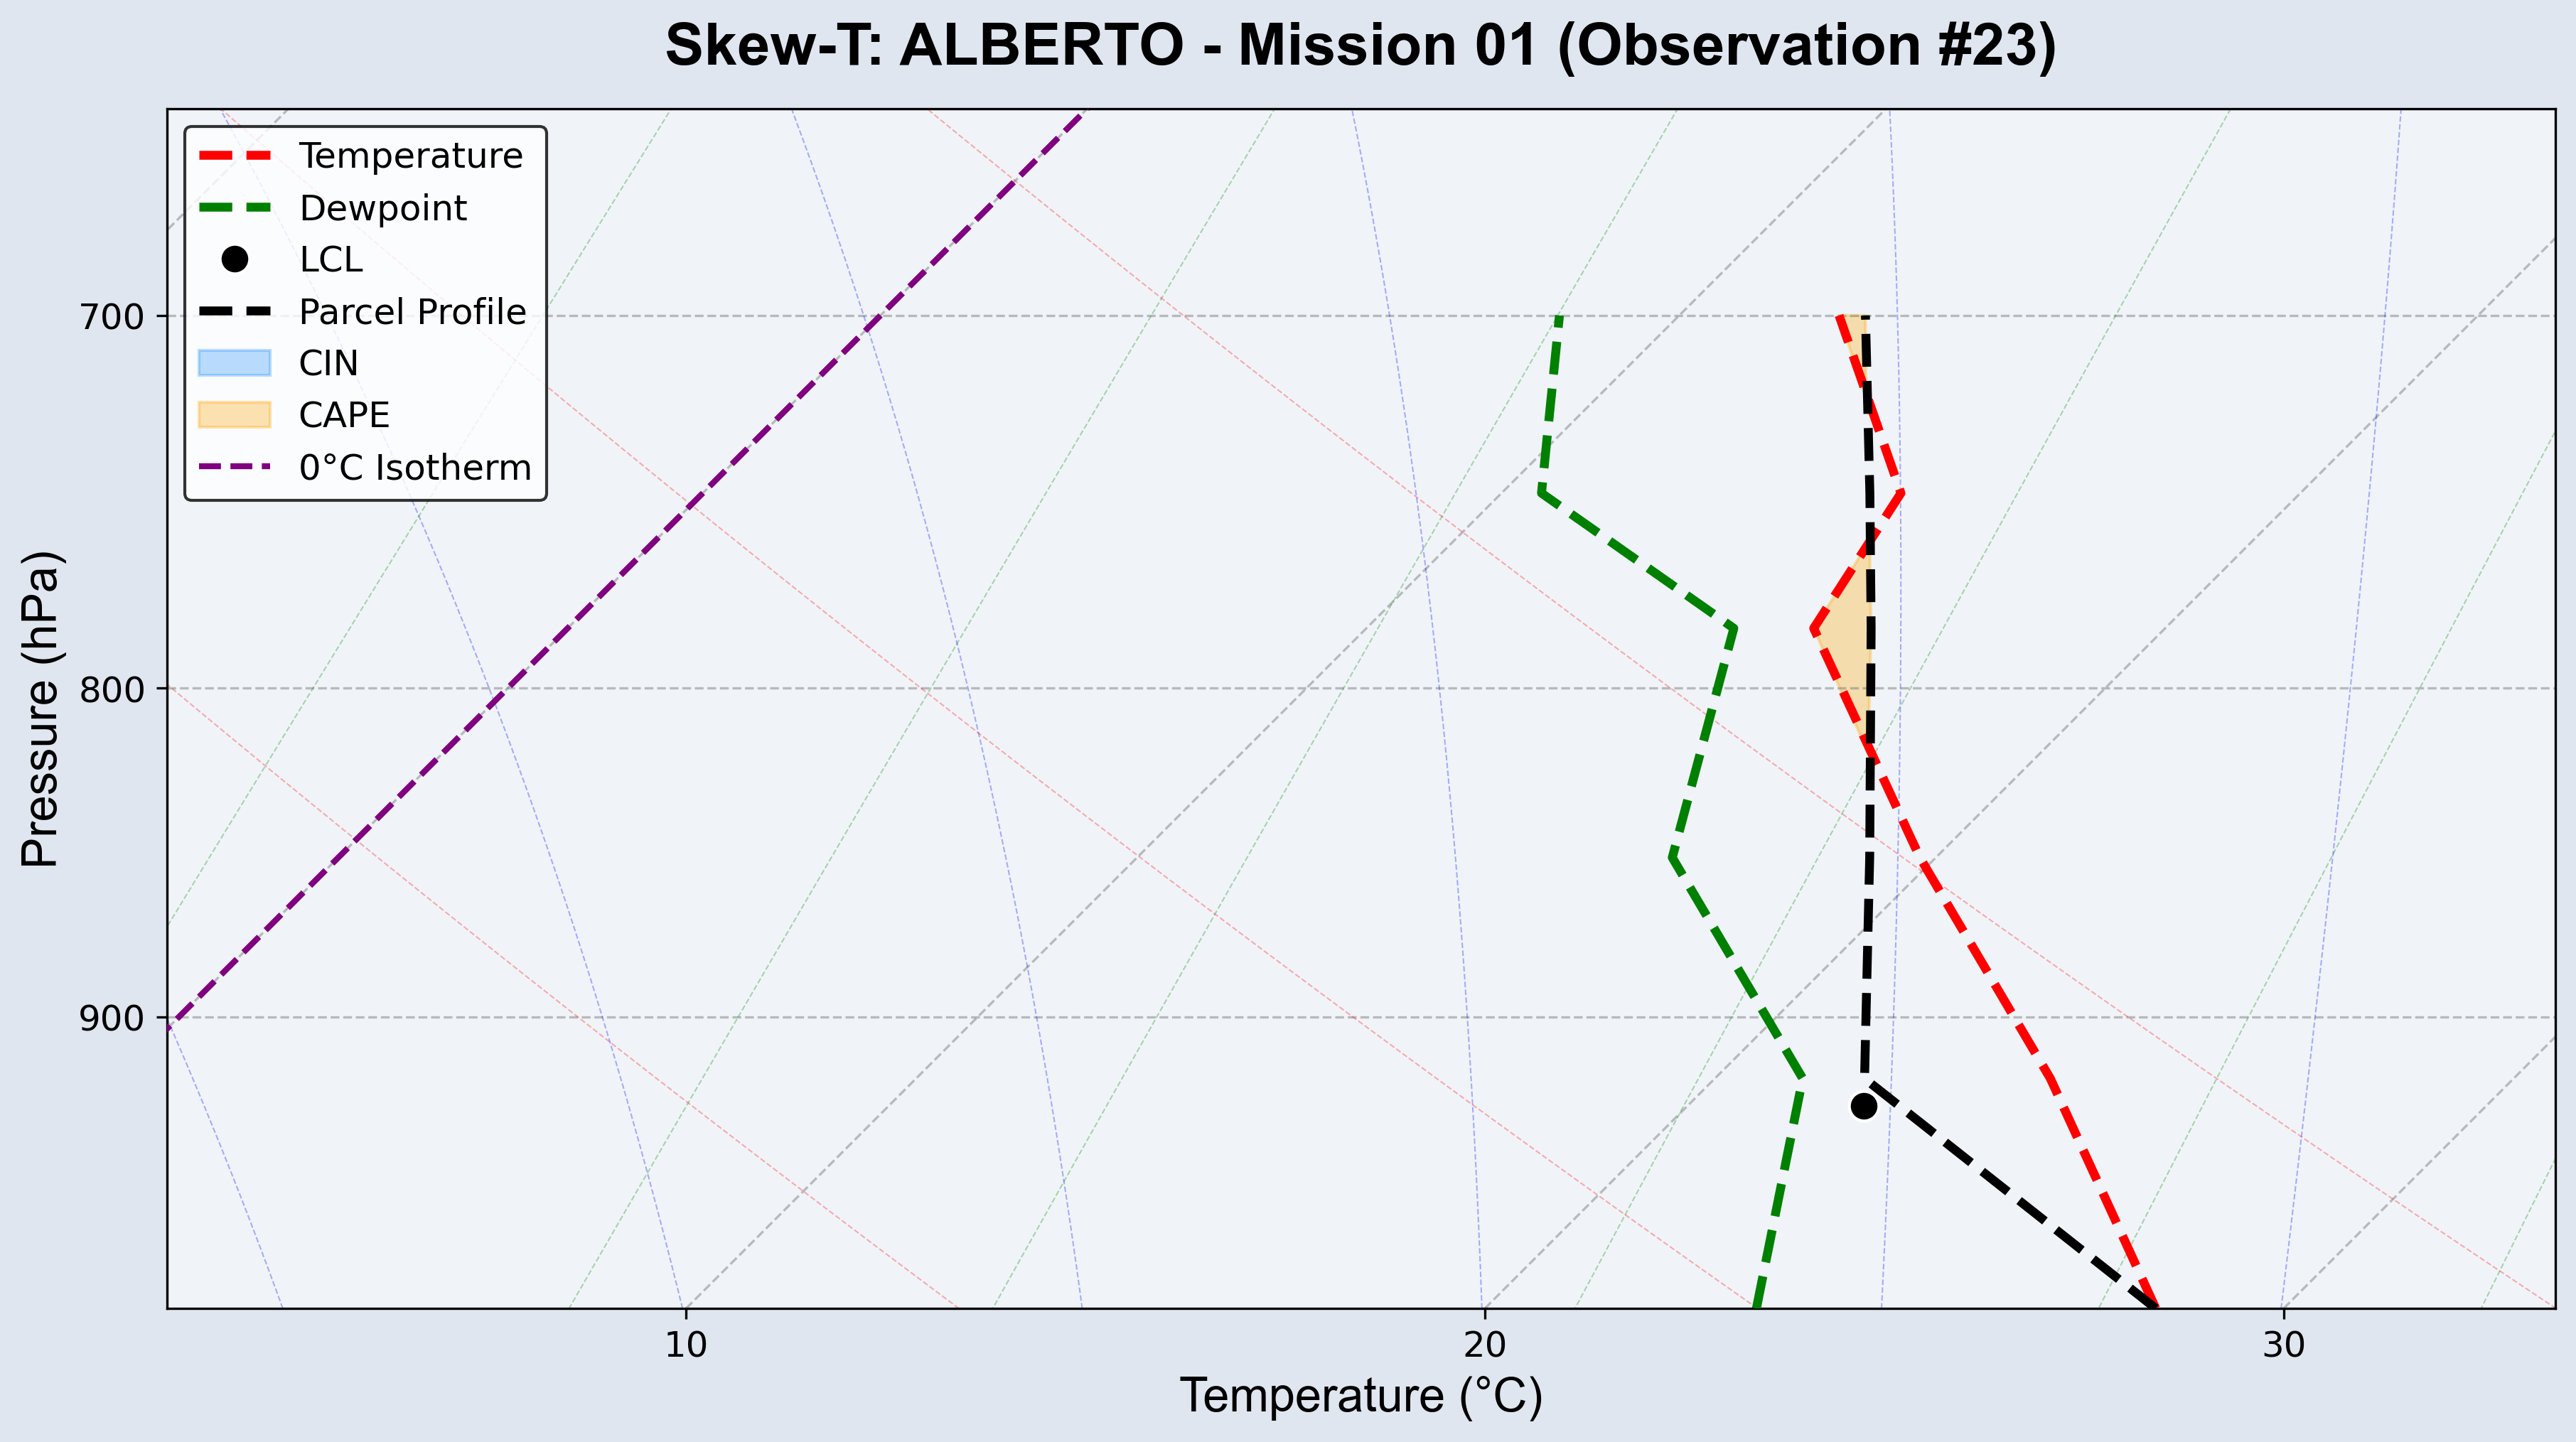 Skew-T: ALBERTO - Mission 01 (Observation #23)
Temperature
Dewpoint
LCL
Parcel Profile
CIN
CAPE
0°C Isotherm
Pressure (hPa)
700
800
900
10
20
30
Temperature (°C)